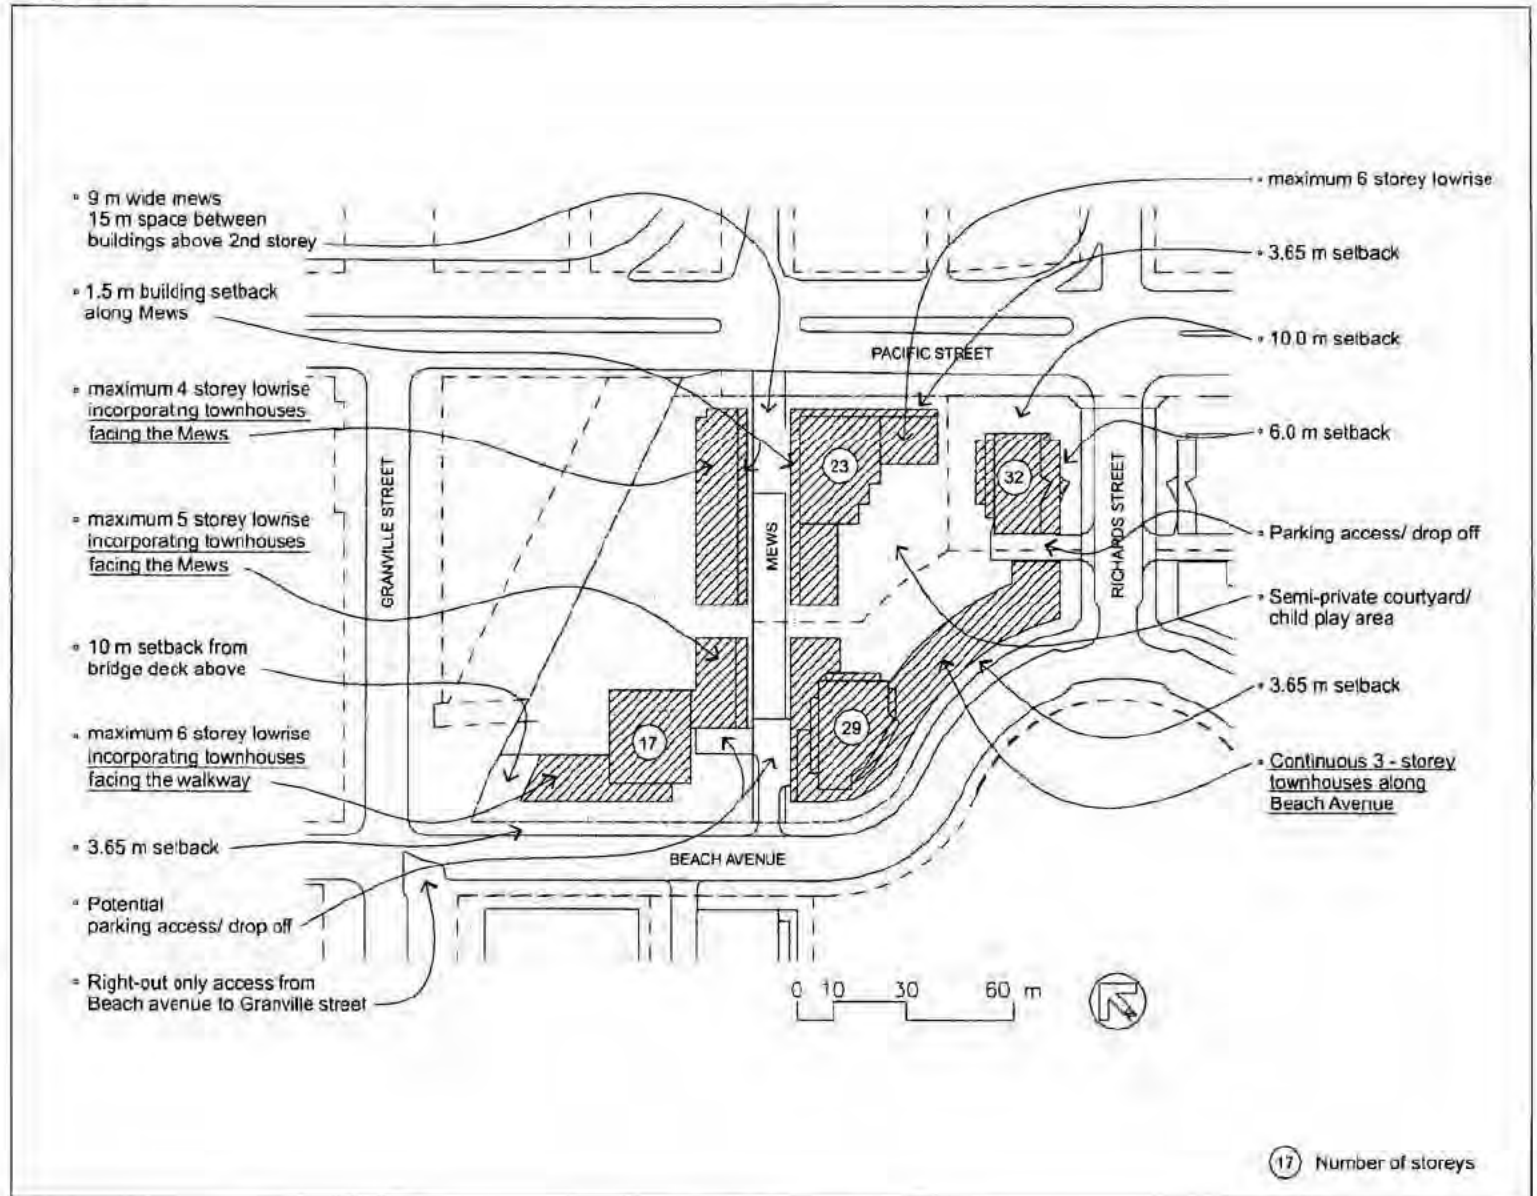 9 m wide mews
15 m space between
buildings above 2nd storey
1.5 m building setback
along Mews
maximum 4 storey lowrise
incorporating townhouses
facing the Mews
maximum 5 storey lowrise
incorporating townhouses
facing the Mews
10 m setback from
bridge deck above
maximum 6 storey lowrise
incorporating townhouses
facing the walkway
3.65 m setback
Potential
parking access/ drop off
Right-out only access from
Beach avenue to Granville street
maximum 6 storey lowrise
3.65 m setback
10.0 m setback
6.0 m setback
Parking access/ drop off
Semi-private courtyard/
child play area
3.65 m setback
Continuous 3 - storey
townhouses along
Beach Avenue
PACIFIC STREET
GRANVILLE STREET
MEWS
RICHARDS STREET
BEACH AVENUE
23
32
17
29
0 10 30 60 m
N
17 Number of storeys